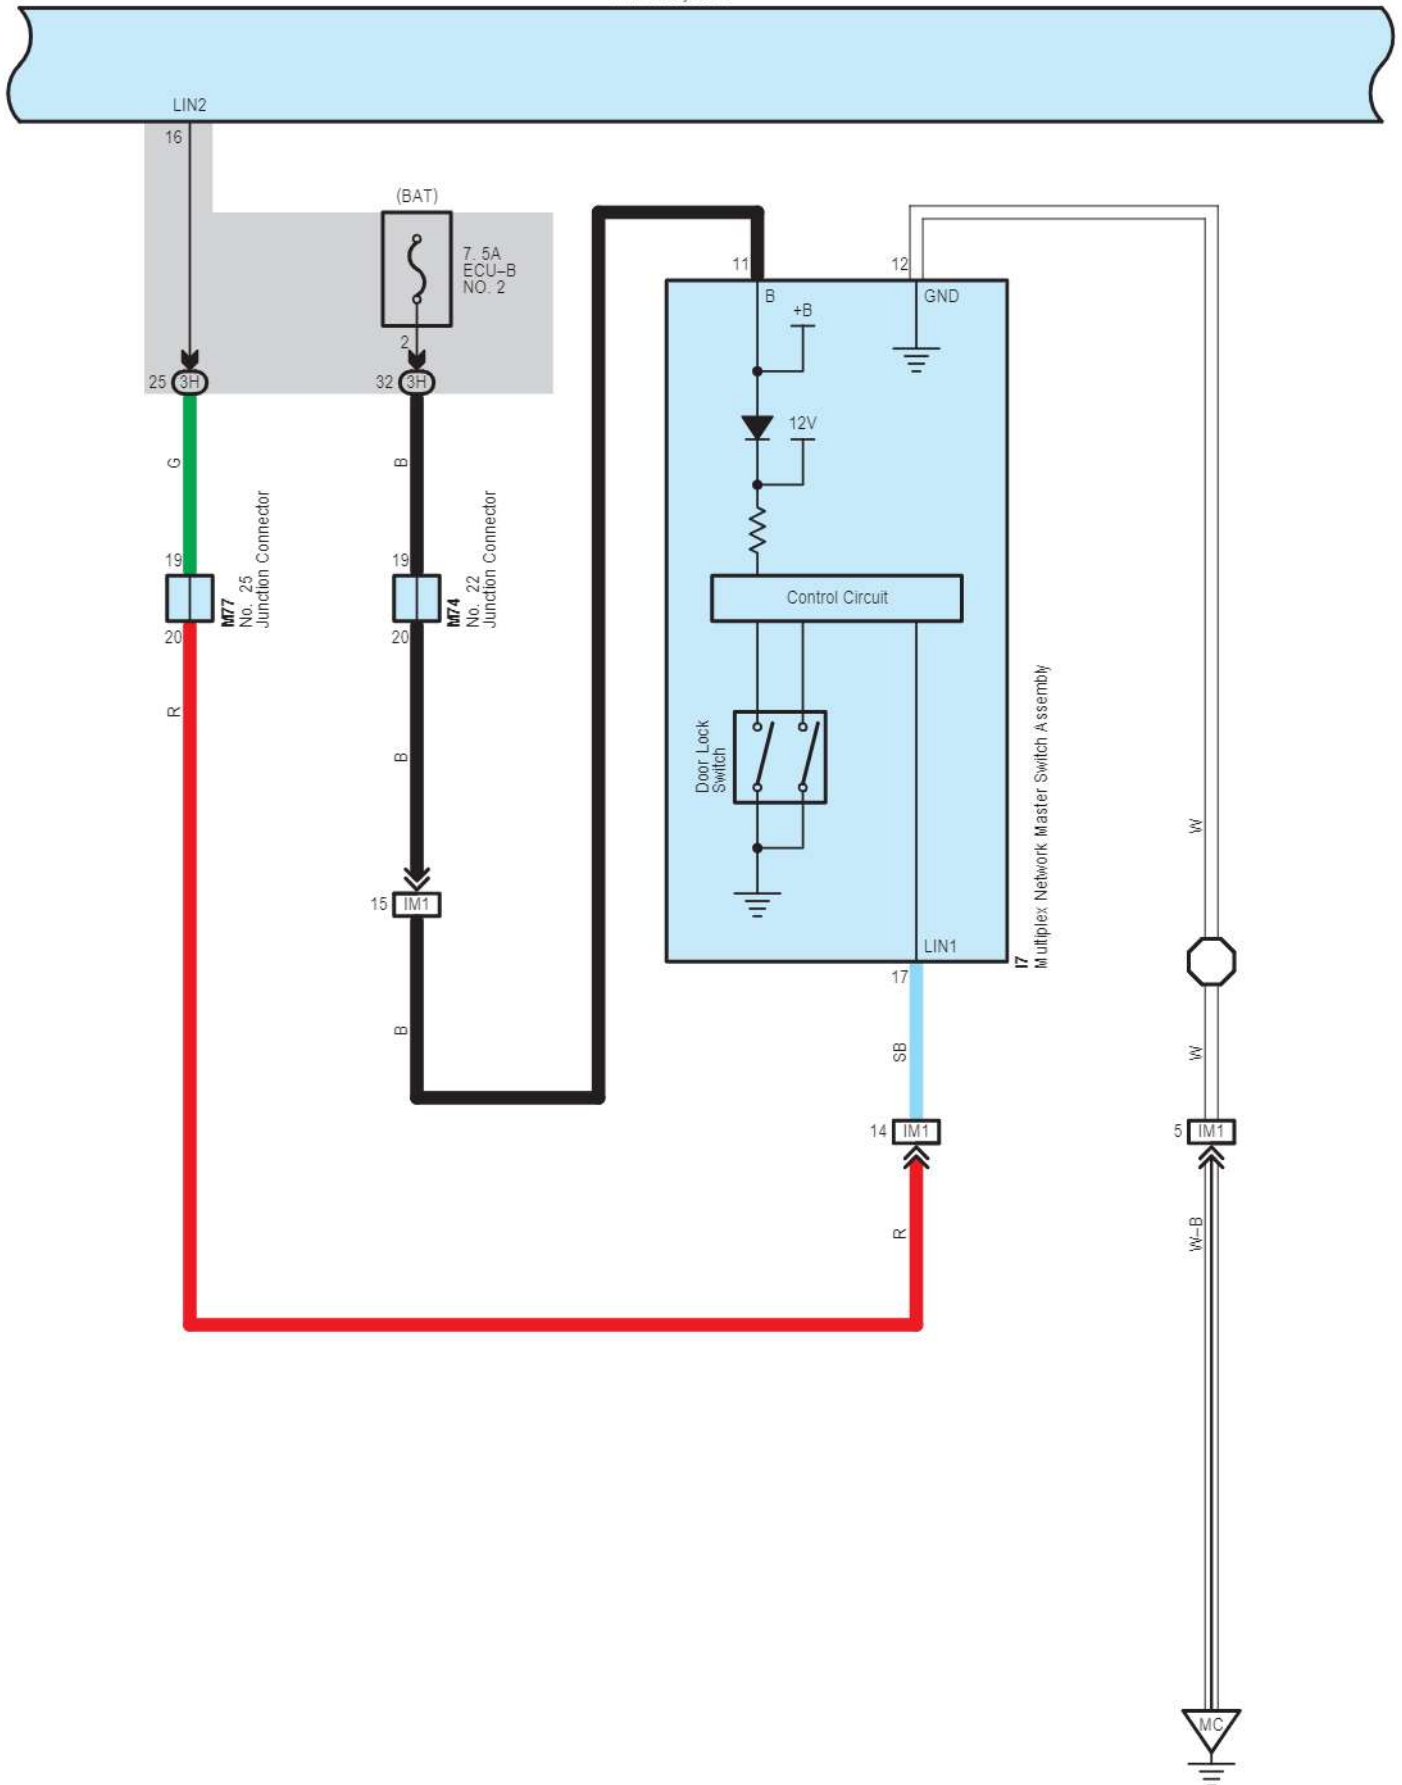 LIN2
16
(BAT)
7. 5A
ECU–B
NO. 2
2
25
3H
32
3H
11
12
B
GND
+B
12V
Control Circuit
Door Lock
Switch
LIN1
17
I7
Multiplex Network Master Switch Assembly
G
B
19
19
M77
No. 25
Junction Connector
M74
No. 22
Junction Connector
20
20
R
B
15
IM1
B
SB
W
W
14
IM1
5
IM1
R
W–B
MC